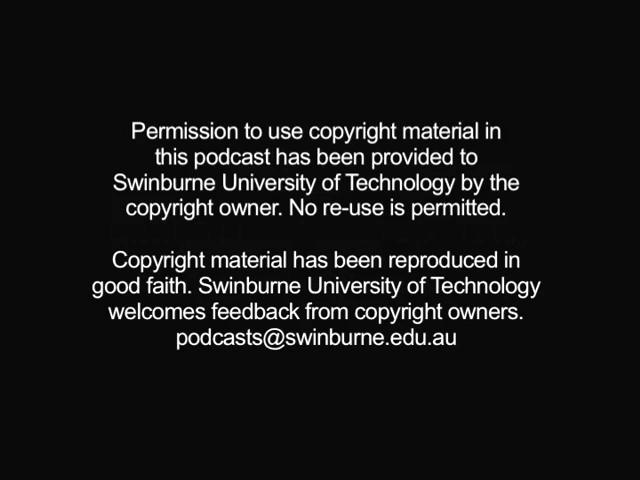 Permission to use copyright material in
this podcast has been provided to
Swinburne University of Technology by the
copyright owner. No re-use is permitted.
Copyright material has been reproduced in
good faith. Swinburne University of Technology
welcomes feedback from copyright owners.
podcasts@swinburne.edu.au